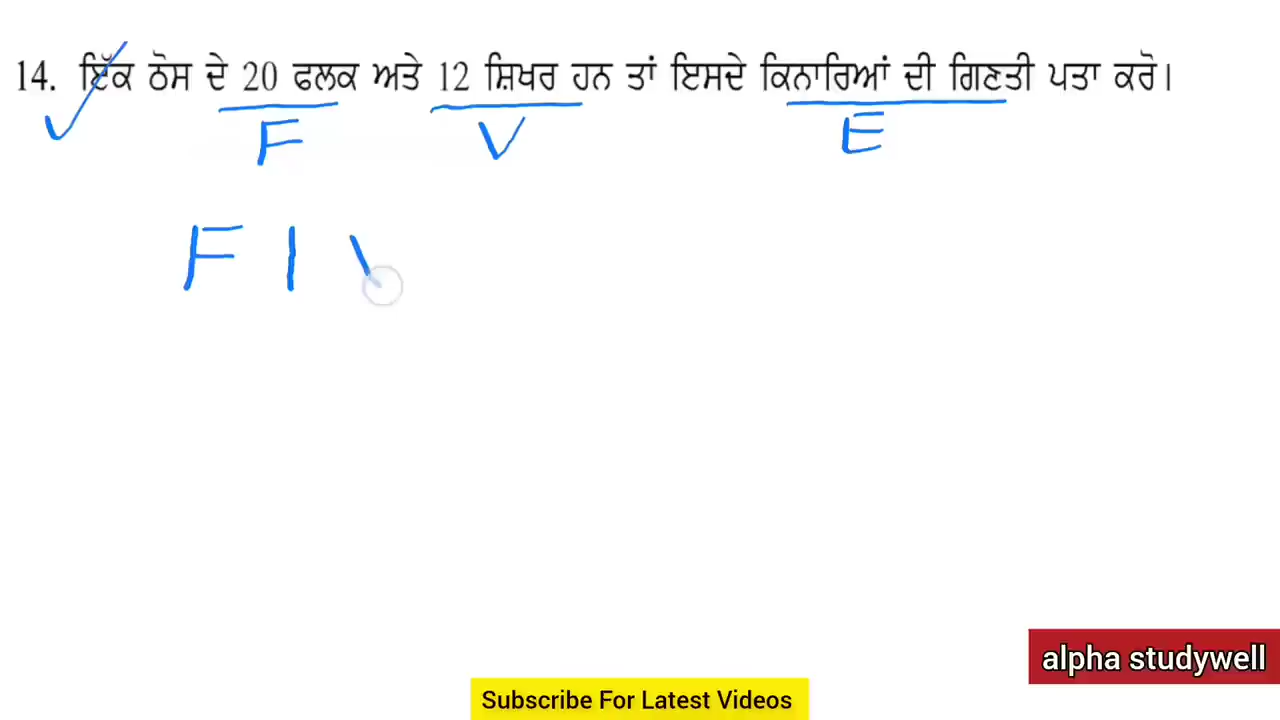 14. ਇੱਕ ਠੋਸ ਦੇ 20 ਫਲਕ ਅਤੇ 12 ਸ਼ਿਖਰ ਹਨ ਤਾਂ ਇਸਦੇ ਕਿਨਾਰਿਆਂ ਦੀ ਗਿਣਤੀ ਪਤਾ ਕਰੋ।
F V E
F
alpha studywell
Subscribe For Latest Videos